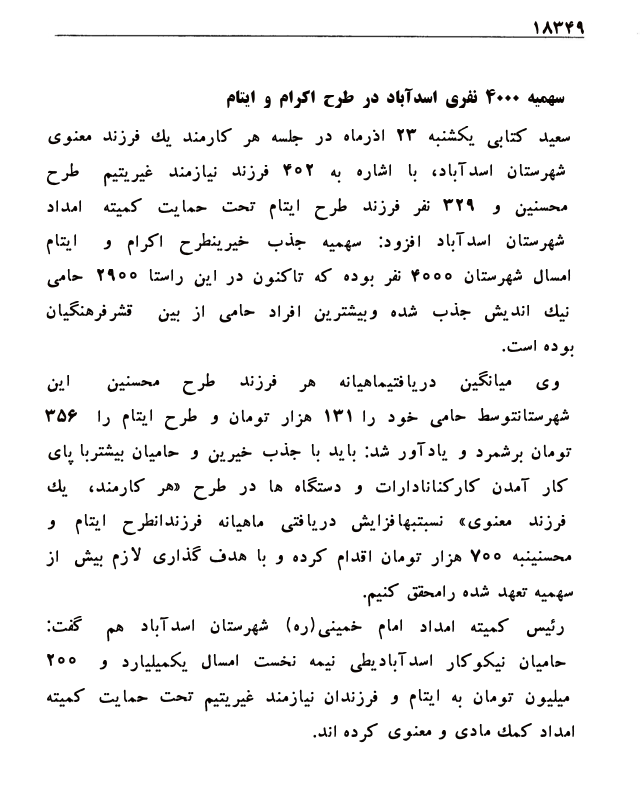 ۱۸۳۴۹
سهمیه ۴۰۰۰ نفری اسدآباد در طرح اکرام و ایتام
سعید کتابی یکشنبه ۲۳ اذرماه در جلسه هر کارمند یك فرزند معنوی
شهرستان اسدآباد، با اشاره به ۴۰۲ فرزند نیازمند غیریتیم طرح
محسنین و ۳۲۹ نفر فرزند طرح ایتام تحت حمایت کمیته امداد
شهرستان اسدآباد افزود: سهمیه جذب خیرینطرح اکرام و ایتام
امسال شهرستان ۴۰۰۰ نفر بوده که تاکنون در این راستا ۲۹۰۰ حامی
نیك اندیش جذب شده وبیشترین افراد حامی از بین قشرفرهنگیان
بوده است.
وی میانگین دریافتیماهیانه هر فرزند طرح محسنین این
شهرستانتوسط حامی خود را ۱۳۱ هزار تومان و طرح ایتام را ۳۵۶
تومان برشمرد و یادآور شد: باید با جذب خیرین و حامیان بیشتربا پای
کار آمدن کارکنانادارات و دستگاه ها در طرح «هر کارمند، یك
فرزند معنوی» نسبتبهافزایش دریافتی ماهیانه فرزندانطرح ایتام و
محسنینبه ۷۰۰ هزار تومان اقدام کرده و با هدف گذاری لازم بیش از
سهمیه تعهد شده رامحقق کنیم.
رئیس کمیته امداد امام خمینی(ره) شهرستان اسدآباد هم گفت:
حامیان نیکوکار اسدآبادیطی نیمه نخست امسال یکمیلیارد و ۲۰۰
میلیون تومان به ایتام و فرزندان نیازمند غیریتیم تحت حمایت کمیته
امداد کمك مادی و معنوی کرده اند.